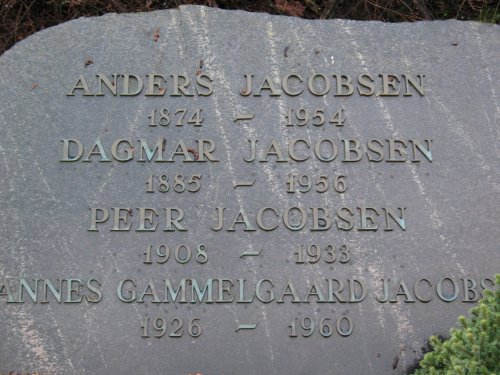 ANDERS JACOBSEN
1874 – 1954
DAGMAR JACOBSEN
1885 – 1956
PEER JACOBSEN
1908 – 1933
ANNES GAMMELGAARD JACOBS
1926 – 1960